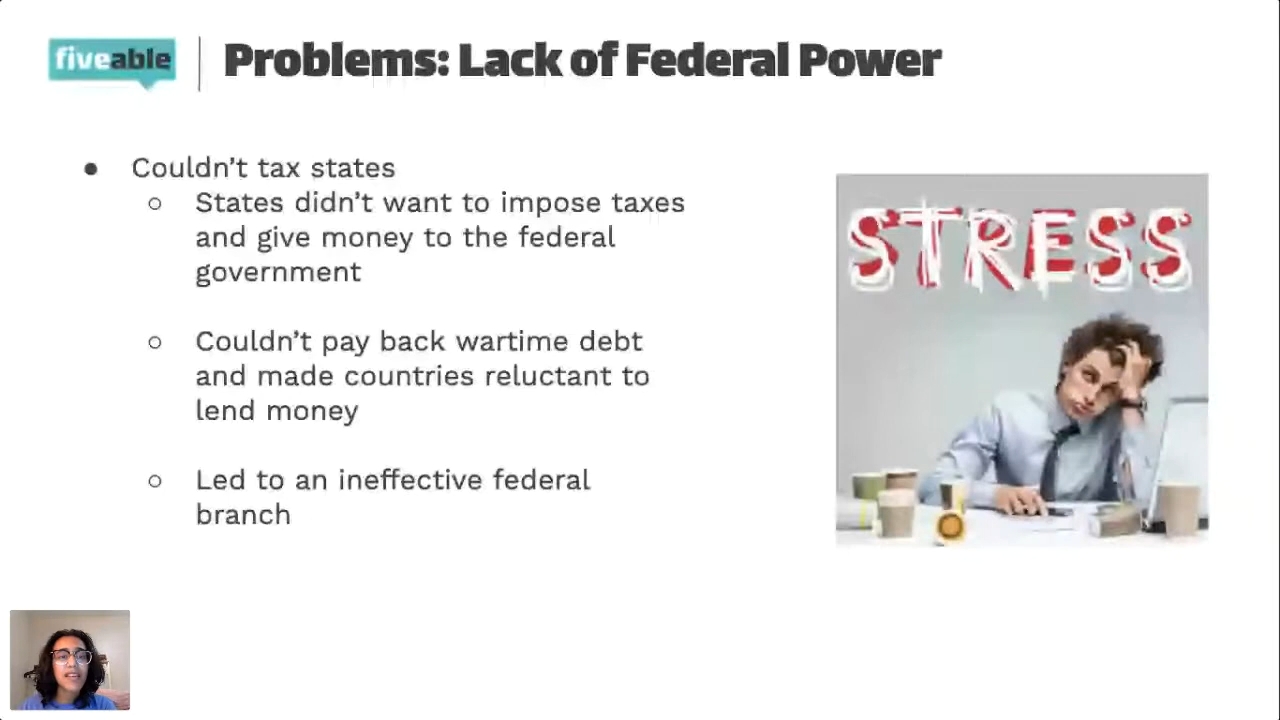 fiveable
Problems: Lack of Federal Power
● Couldn't tax states
○ States didn't want to impose taxes
and give money to the federal
government
○ Couldn't pay back wartime debt
and made countries reluctant to
lend money
○ Led to an ineffective federal
branch
STRESS